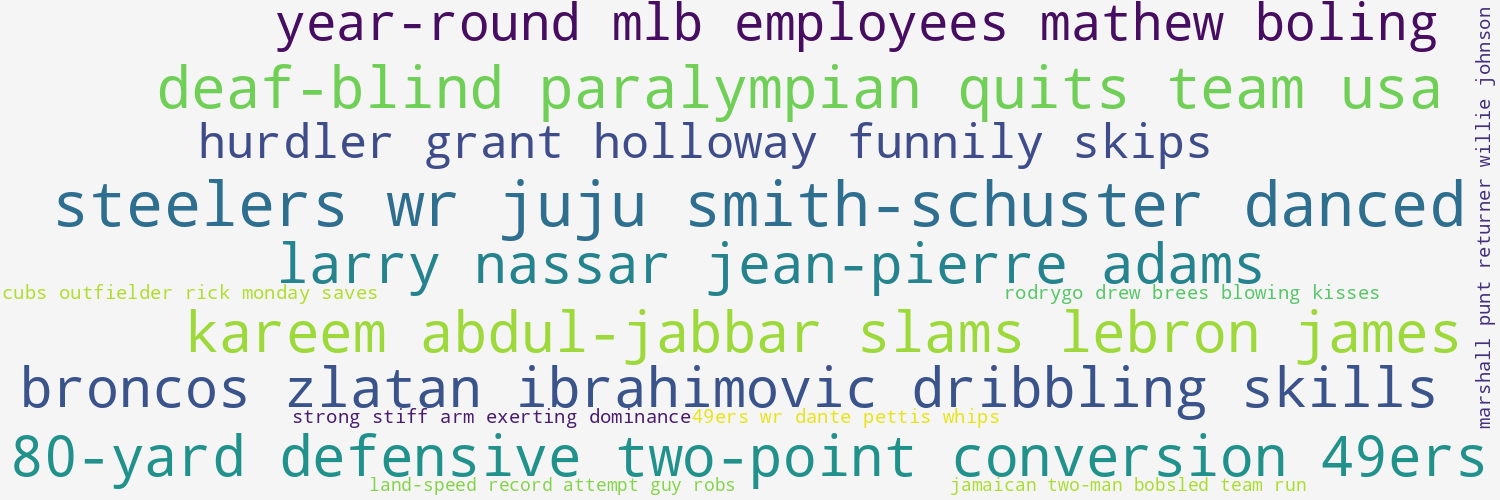 year-round mlb employees mathew boling
deaf-blind paralympian quits team usa
hurdler grant holloway funnily skips
steelers wr juju smith-schuster danced
larry nassar jean-pierre adams
cubs outfielder rick monday saves
rodrygo drew brees blowing kisses
kareem abdul-jabbar slams lebron james
broncos zlatan ibrahimovic dribbling skills
strong stiff arm exerting dominance
49ers wr dante pettis whips
80-yard defensive two-point conversion 49ers
land-speed record attempt guy robs
jamaican two-man bobsled team run
marshall punt returner willie johnson